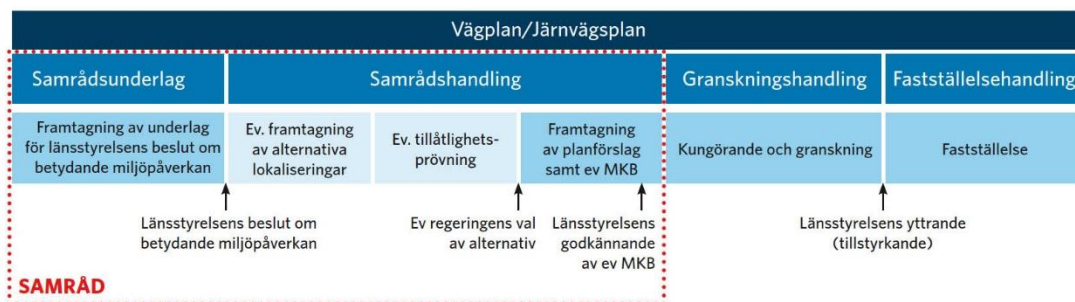 Vägplan/Järnvägsplan
Samrådsunderlag
Samrådshandling
Granskningshandling
Fastställelsehandling
Framtagning av underlag
för länsstyrelsens beslut om
betydande miljöpåverkan
Ev. framtagning
av alternativa
lokaliseringar
Ev. tillåtlighets-
prövning
Framtagning
av planförslag
samt ev MKB
Kungörande och granskning
Fastställelse
Länsstyrelsens beslut om
betydande miljöpåverkan
Ev regeringens val
av alternativ
Länsstyrelsens
godkännande
av ev MKB
Länsstyrelsens yttrande
(tillstyrkande)
SAMRÅD